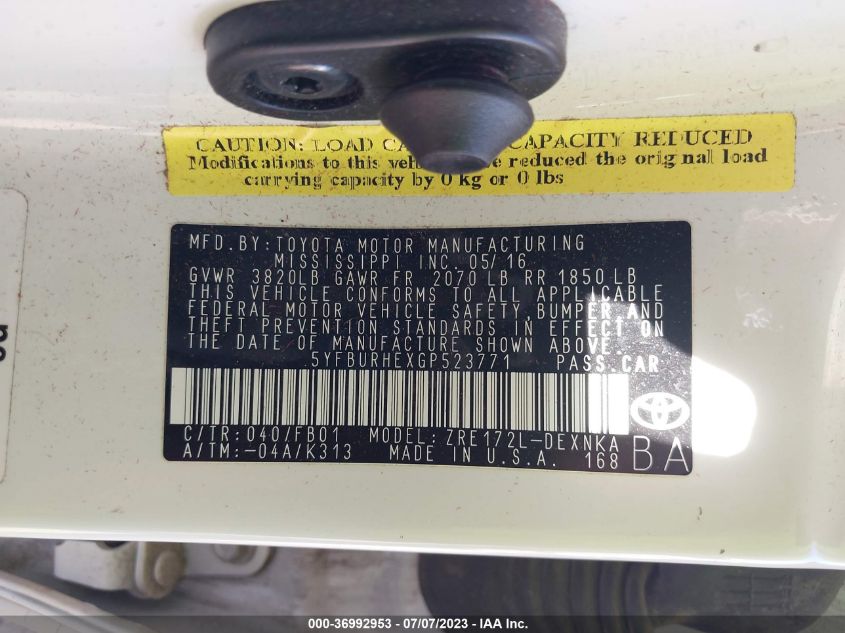 CAUTION: LOAD CAPACITY REDUCED
Modifications to this reduced the original load
carrying capacity by 0 kg or 0 lbs
MFD. BY: TOYOTA MOTOR MANUFACTURING
MISSISSIPPI INC. 05/16
GVWR 3820LB GAWR FR 2070 LB RR 1850 LB
THIS VEHICLE CONFORMS TO ALL APPLICABLE
FEDERAL MOTOR VEHICLE SAFETY, BUMPER AND
THEFT PREVENTION STANDARDS IN EFFECT ON
THE DATE OF MANUFACTURE SHOWN ABOVE.
5YFBURHEXGP523771 PASS.CAR
C/TR: 040/FB01 MODEL: ZRE172L-DEXNKA
A/TM: -04A/K313 MADE IN U.S.A. 168 BA
000-36992953 - 07/07/2023 - IAAI.com